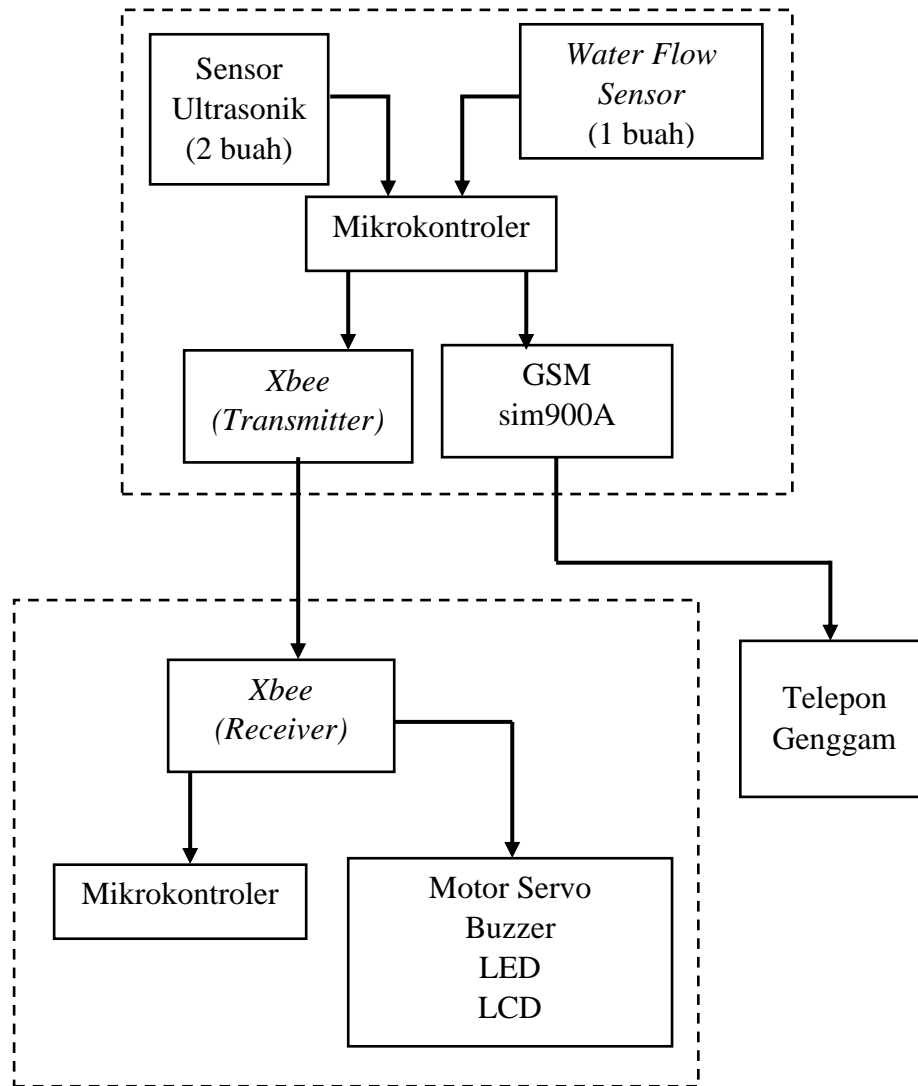 Sensor
Ultrasonik
(2 buah)
Water Flow
Sensor
(1 buah)
Mikrokontroler
Xbee
(Transmitter)
GSM
sim900A
Xbee
(Receiver)
Telepon
Genggam
Mikrokontroler
Motor Servo
Buzzer
LED
LCD